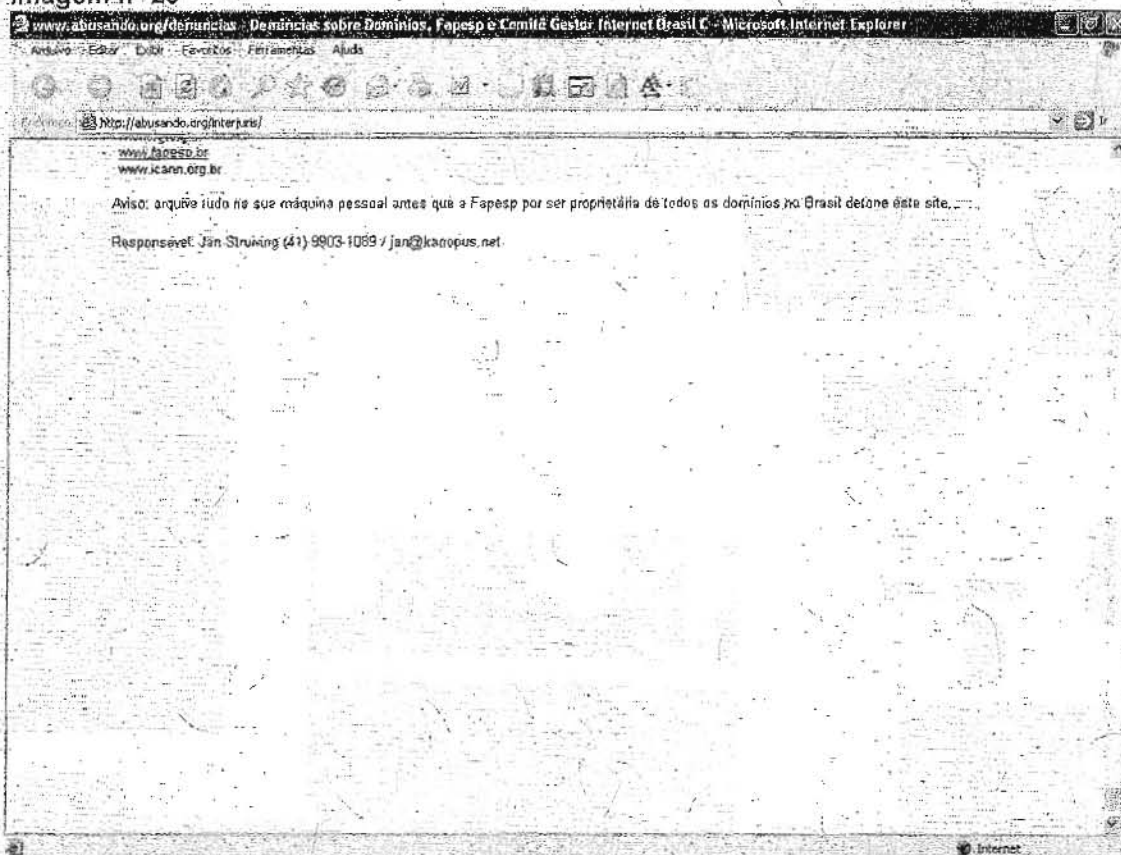 www.abusando.org/denuncias - Denúncias sobre Domínios, Fapesp e Comitê Gestor Internet Brasil C - Microsoft Internet Explorer
Arquivo Editar Exibir Favoritos Ferramentas Ajuda
http://abusando.org/interjuris/ Ir
www.fapesp.br
www.icann.org.br
Aviso: arquive tudo na sua máquina pessoal antes que a Fapesp por ser proprietária de todos os domínios no Brasil detone este site.
Responsável: Jan Struiving (41) 9903-1089 / jan@kanopus.net
Internet